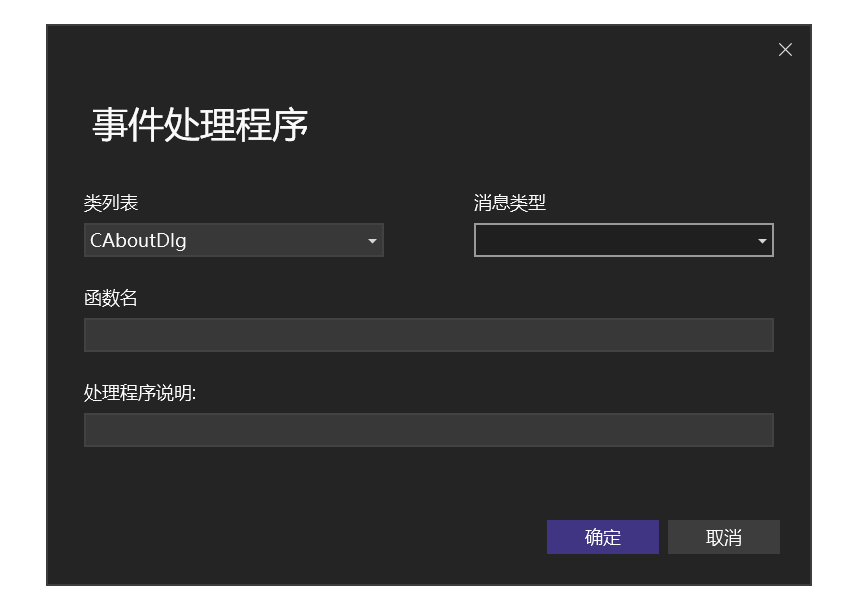 事件处理程序
类列表
消息类型
CAboutDlg
函数名
处理程序说明:
确定
取消